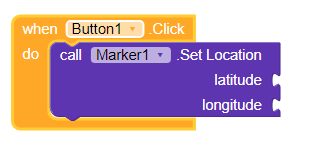 when Button1 .Click
do call Marker1 .Set Location
latitude
longitude